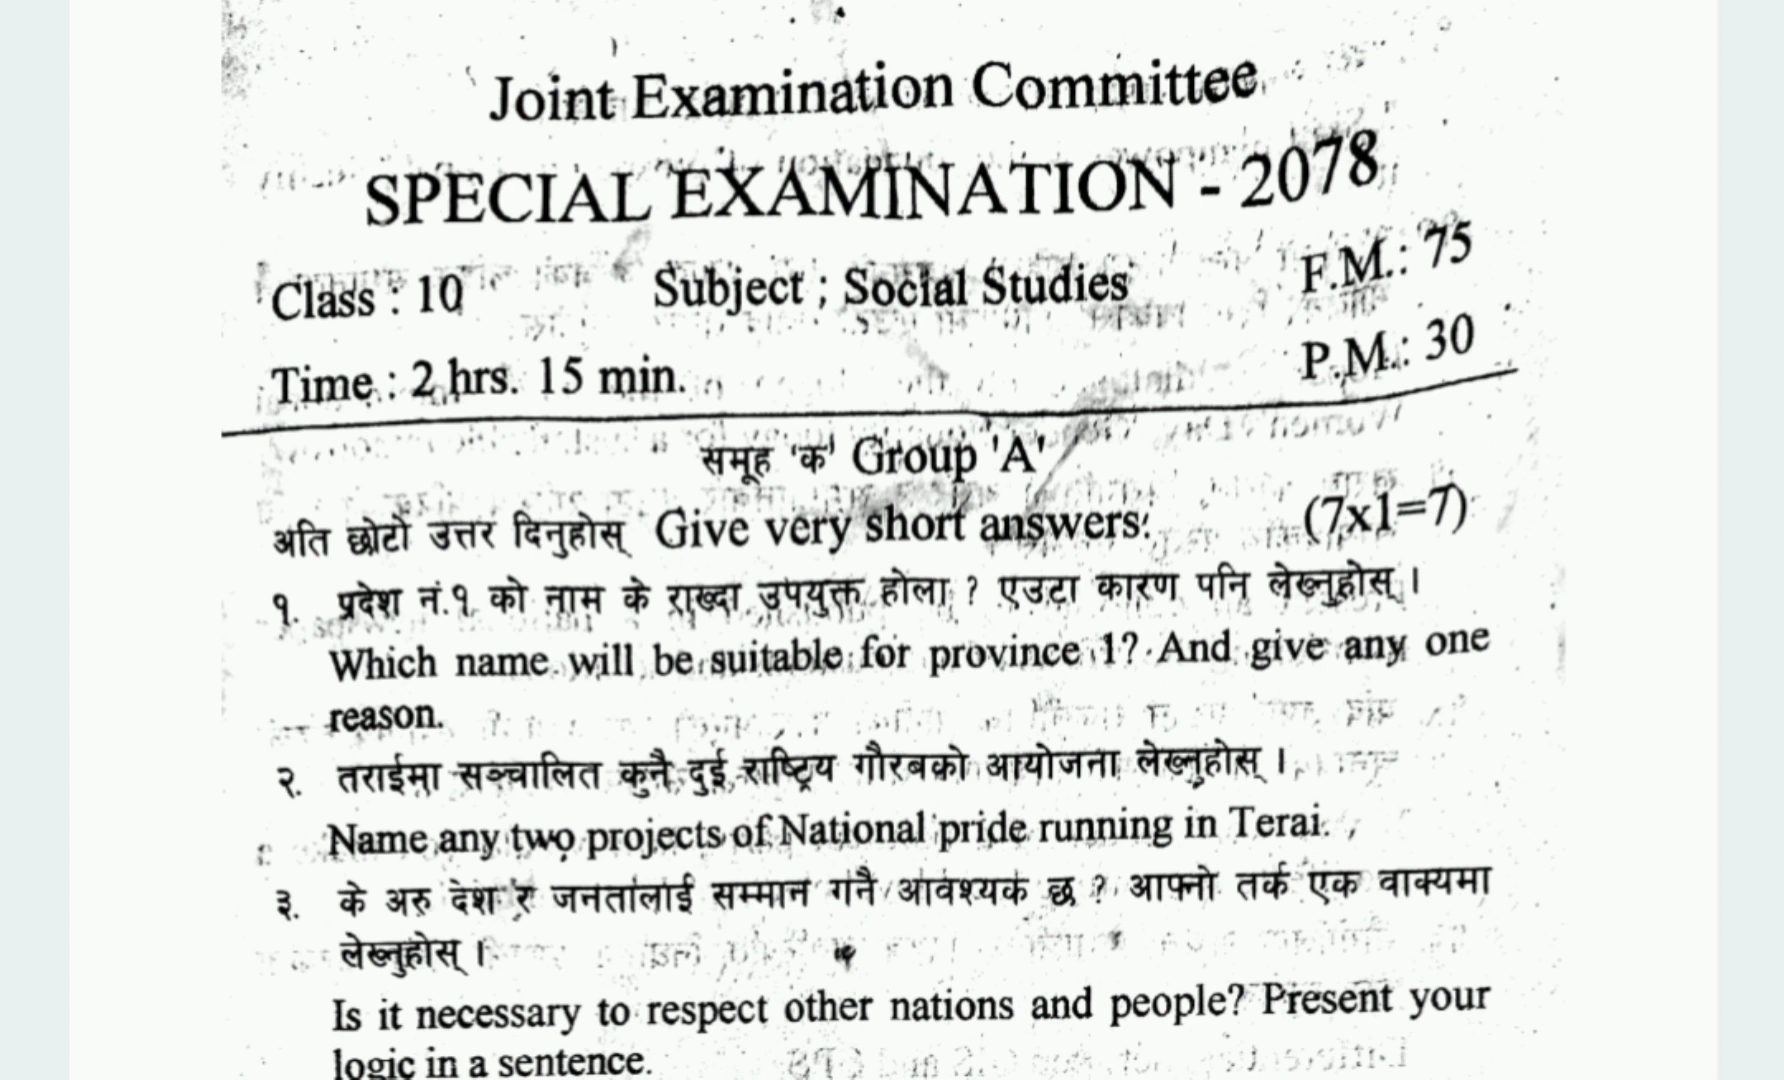 Joint Examination Committee
SPECIAL EXAMINATION - 2078
Class : 10 Subject ; Social Studies F.M.: 75
Time : 2 hrs. 15 min. P.M.: 30
समूह 'क' Group 'A'
अति छोटो उत्तर दिनुहोस् Give very short answers: (7x1=7)
१. प्रदेश नं.१ को नाम के राख्दा उपयुक्त होला ? एउटा कारण पनि लेख्नुहोस् ।
Which name will be suitable for province 1? And give any one
reason.
२. तराईमा सञ्चालित कुनै दुई राष्ट्रिय गौरबको आयोजना लेख्नुहोस् ।
Name any two projects of National pride running in Terai.
३. के अरु देश र जनतालाई सम्मान गनै आवश्यक छ ? आफ्नो तर्क एक वाक्यमा
लेख्नुहोस् ।
Is it necessary to respect other nations and people? Present your
logic in a sentence.